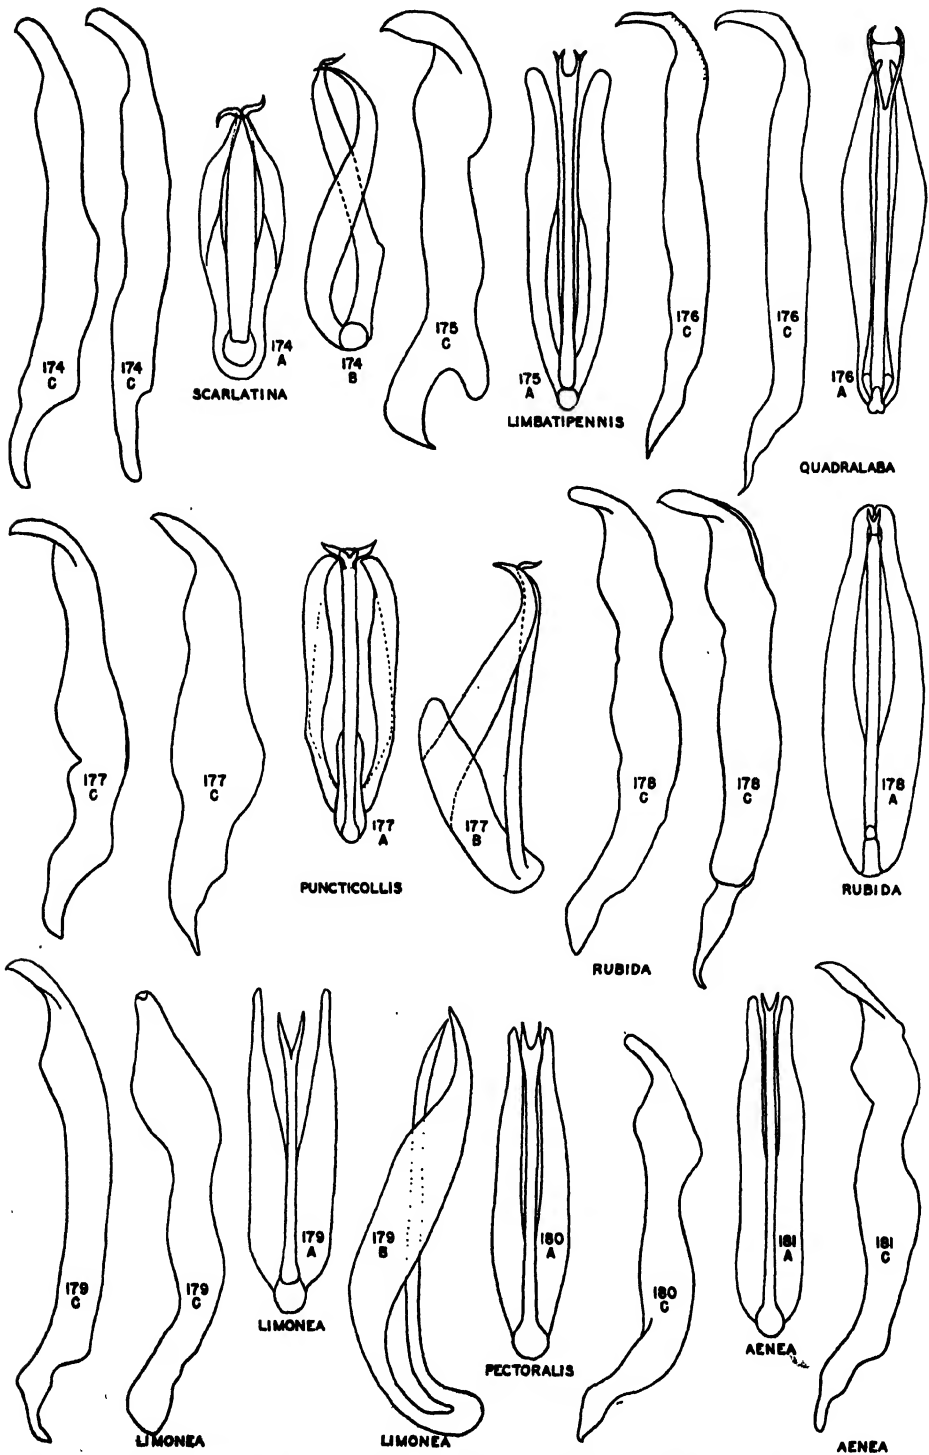 174
C
174
C
174
A
SCARLATINA
174
B
175
C
175
A
LIMBATIPENNIS
176
C
176
C
176
A
QUADRALABA
177
C
177
C
177
A
PUNCTICOLLIS
177
B
178
C
178
C
RUBIDA
178
A
RUBIDA
179
C
179
C
LIMONEA
179
A
LIMONEA
179
B
LIMONEA
180
A
PECTORALIS
180
C
181
A
AENEA
181
C
AENEA